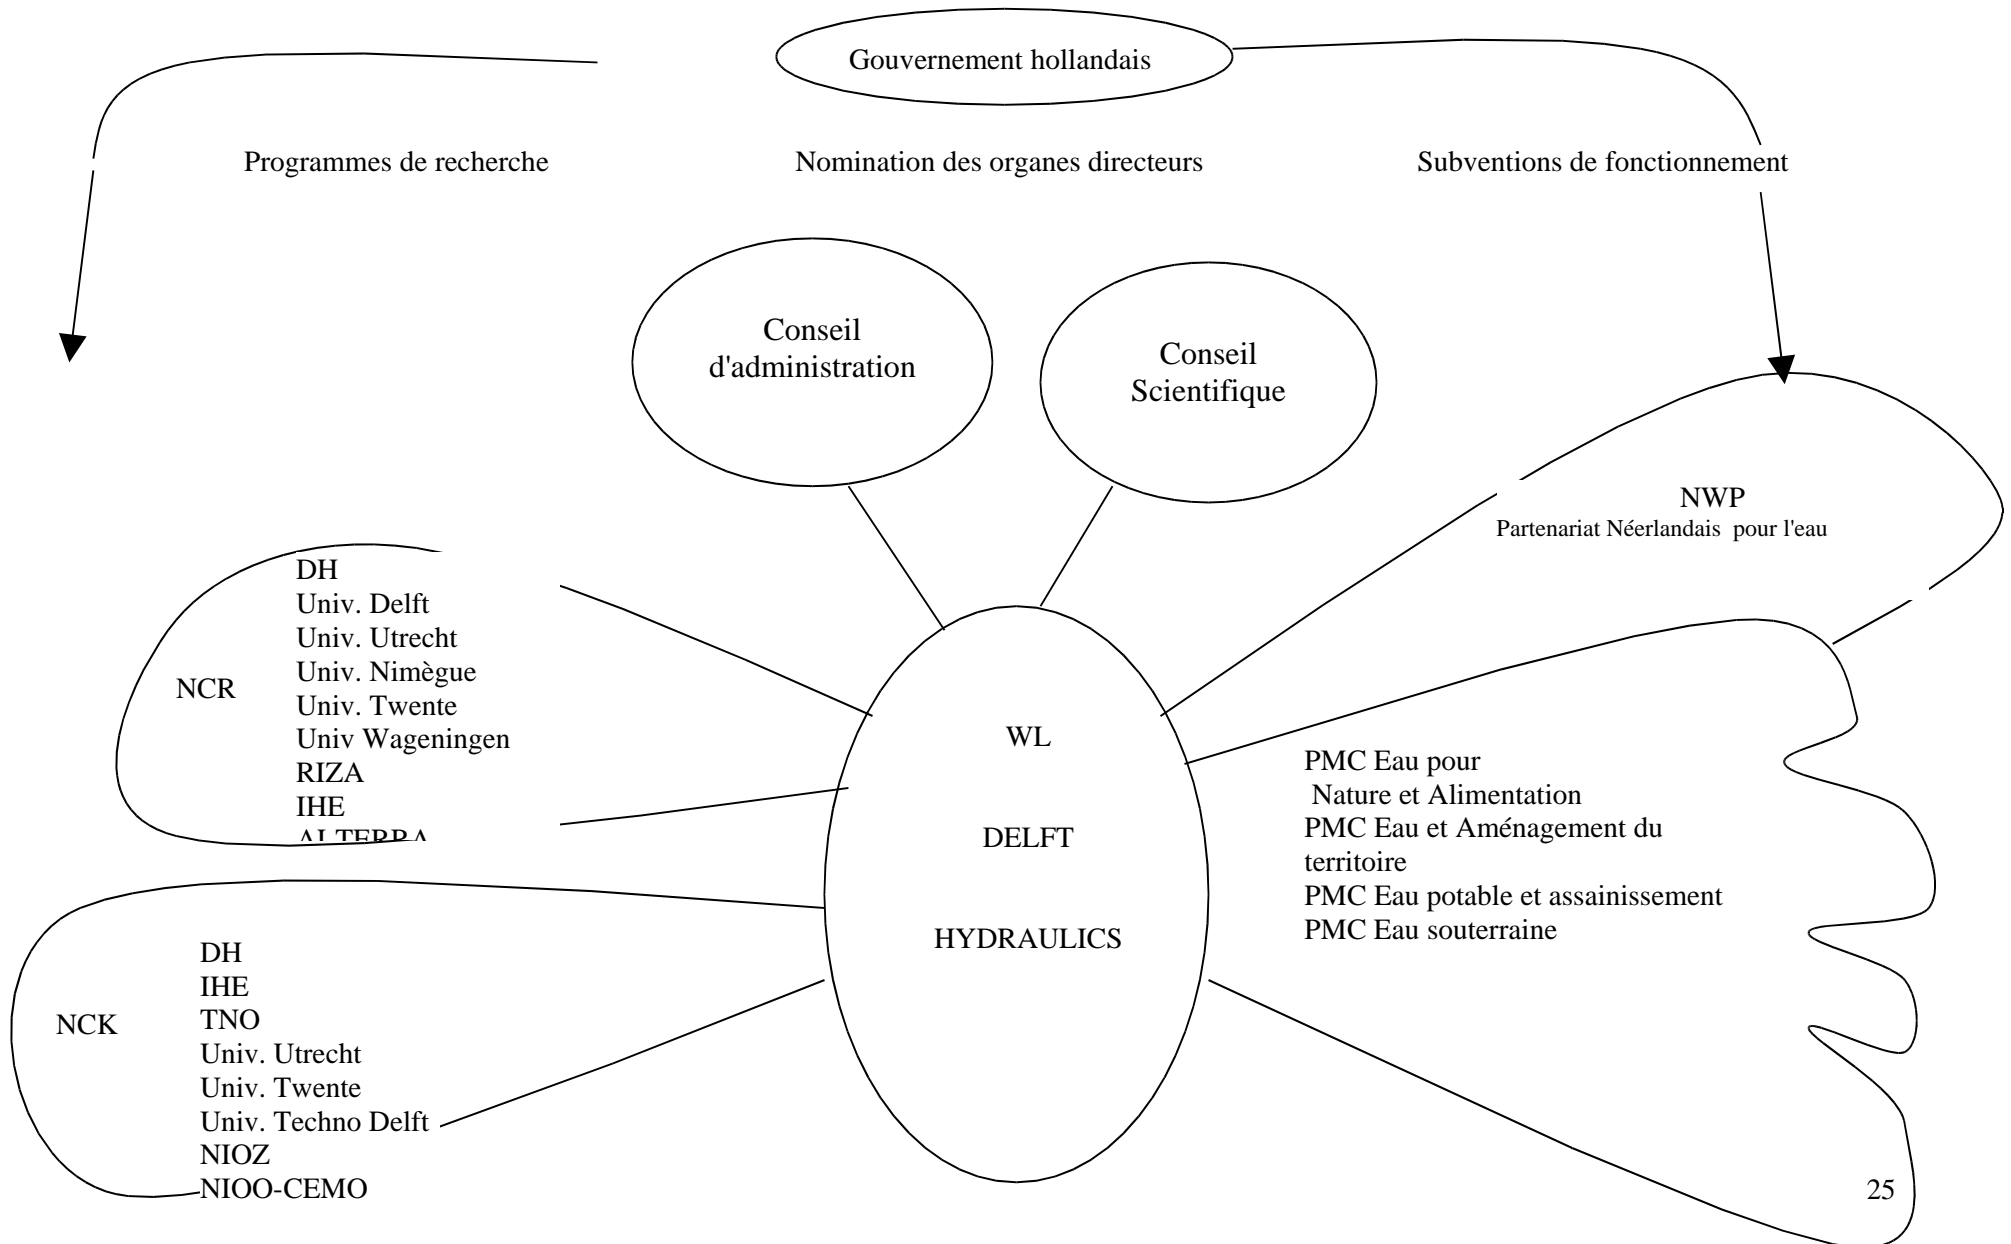 Gouvernement hollandais
Programmes de recherche
Nomination des organes directeurs
Subventions de fonctionnement
Conseil
d'administration
Conseil
Scientifique
NWP
Partenariat Néerlandais pour l'eau
NCR
DH
Univ. Delft
Univ. Utrecht
Univ. Nimègue
Univ. Twente
Univ Wageningen
RIZA
IHE
ALTERRA
WL
DELFT
HYDRAULICS
PMC Eau pour
Nature et Alimentation
PMC Eau et Aménagement du
territoire
PMC Eau potable et assainissement
PMC Eau souterraine
NCK
DH
IHE
TNO
Univ. Utrecht
Univ. Twente
Univ. Techno Delft
NIOZ
NIOO-CEMO
25